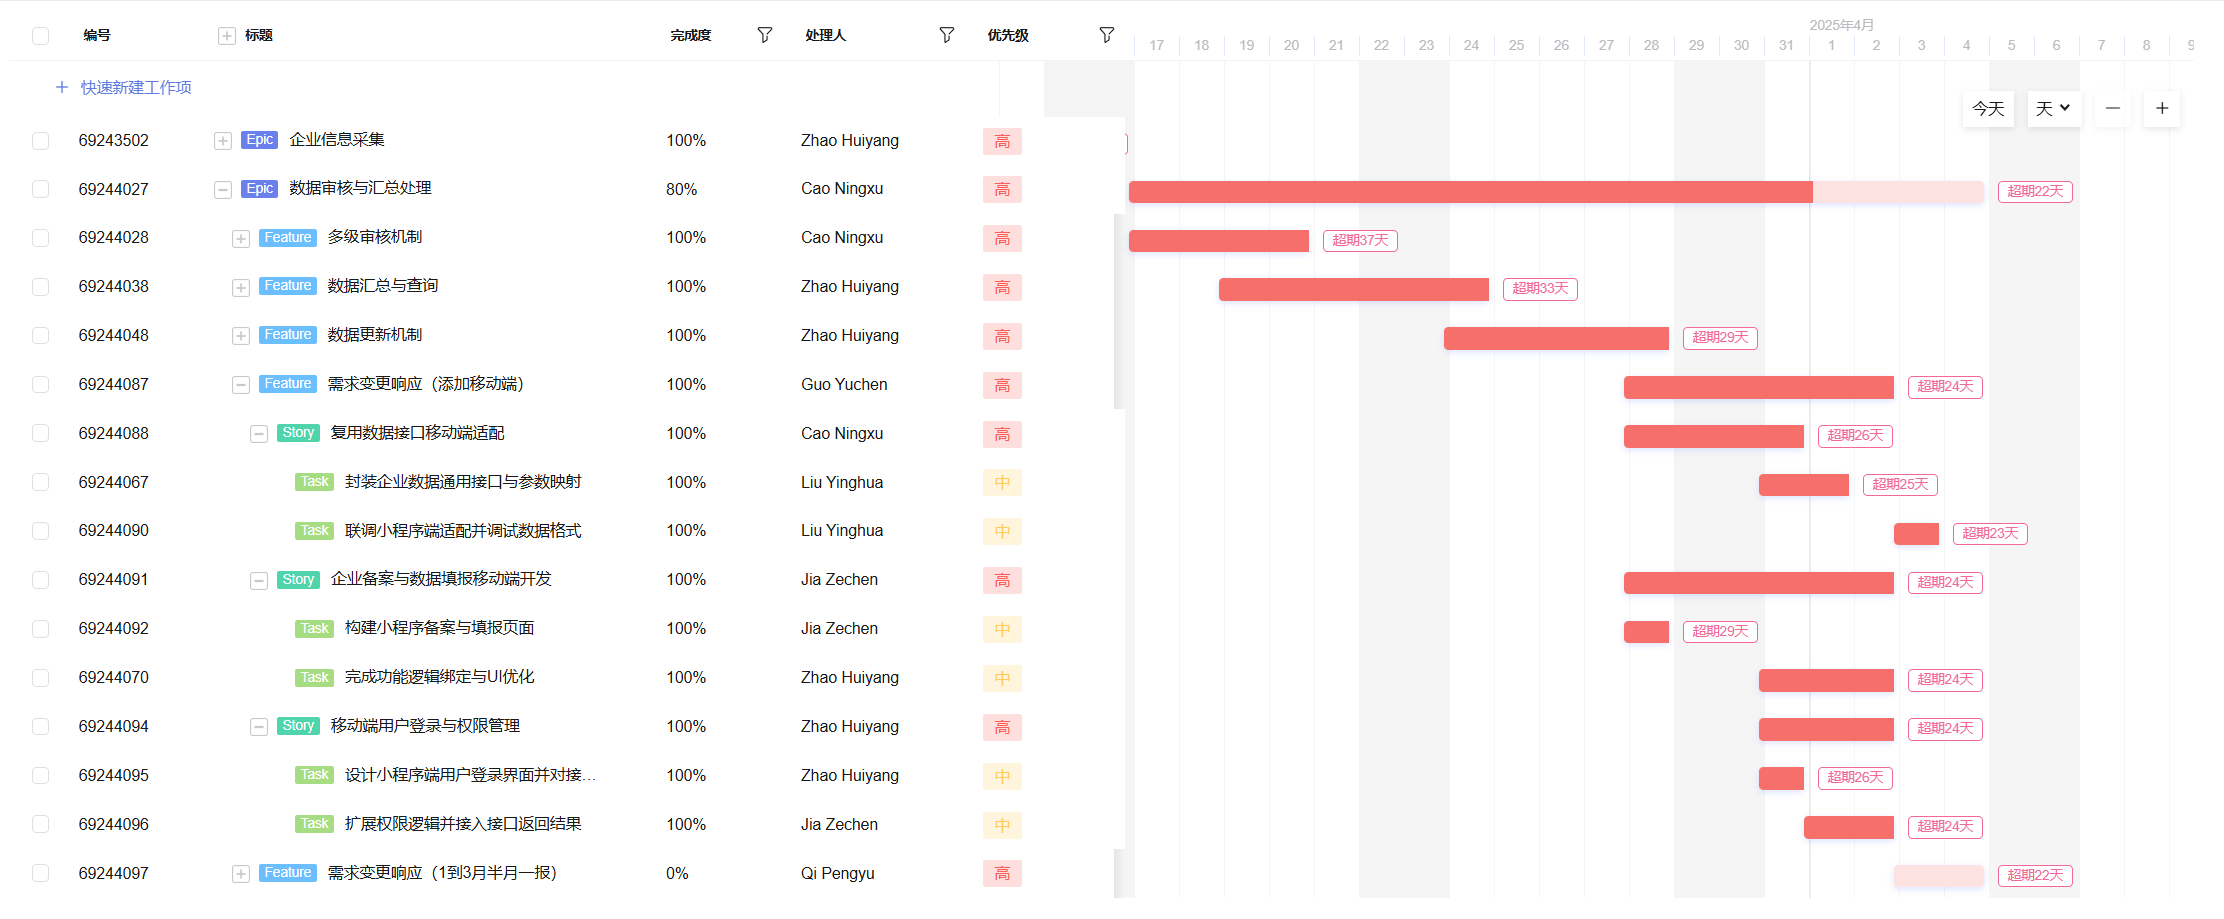 编号 标题 完成度 处理人 优先级
2025年4月
17 18 19 20 21 22 23 24 25 26 27 28 29 30 31 1 2 3 4 5 6 7 8 9
快速新建工作项
今天 天
69243502 Epic 企业信息采集 100% Zhao Huiyang 高
69244027 Epic 数据审核与汇总处理 80% Cao Ningxu 高 超期22天
69244028 Feature 多级审核机制 100% Cao Ningxu 高 超期37天
69244038 Feature 数据汇总与查询 100% Zhao Huiyang 高 超期33天
69244048 Feature 数据更新机制 100% Zhao Huiyang 高 超期29天
69244087 Feature 需求变更响应（添加移动端） 100% Guo Yuchen 高 超期24天
69244088 Story 复用数据接口移动端适配 100% Cao Ningxu 高 超期26天
69244067 Task 封装企业数据通用接口与参数映射 100% Liu Yinghua 中 超期25天
69244090 Task 联调小程序端适配并调试数据格式 100% Liu Yinghua 中 超期23天
69244091 Story 企业备案与数据填报移动端开发 100% Jia Zechen 高 超期24天
69244092 Task 构建小程序备案与填报页面 100% Jia Zechen 中 超期29天
69244070 Task 完成功能逻辑绑定与UI优化 100% Zhao Huiyang 中 超期24天
69244094 Story 移动端用户登录与权限管理 100% Zhao Huiyang 高 超期24天
69244095 Task 设计小程序端用户登录界面并对接... 100% Zhao Huiyang 中 超期26天
69244096 Task 扩展权限逻辑并接入接口返回结果 100% Jia Zechen 中 超期24天
69244097 Feature 需求变更响应（1到3月半月一报） 0% Qi Pengyu 高 超期22天